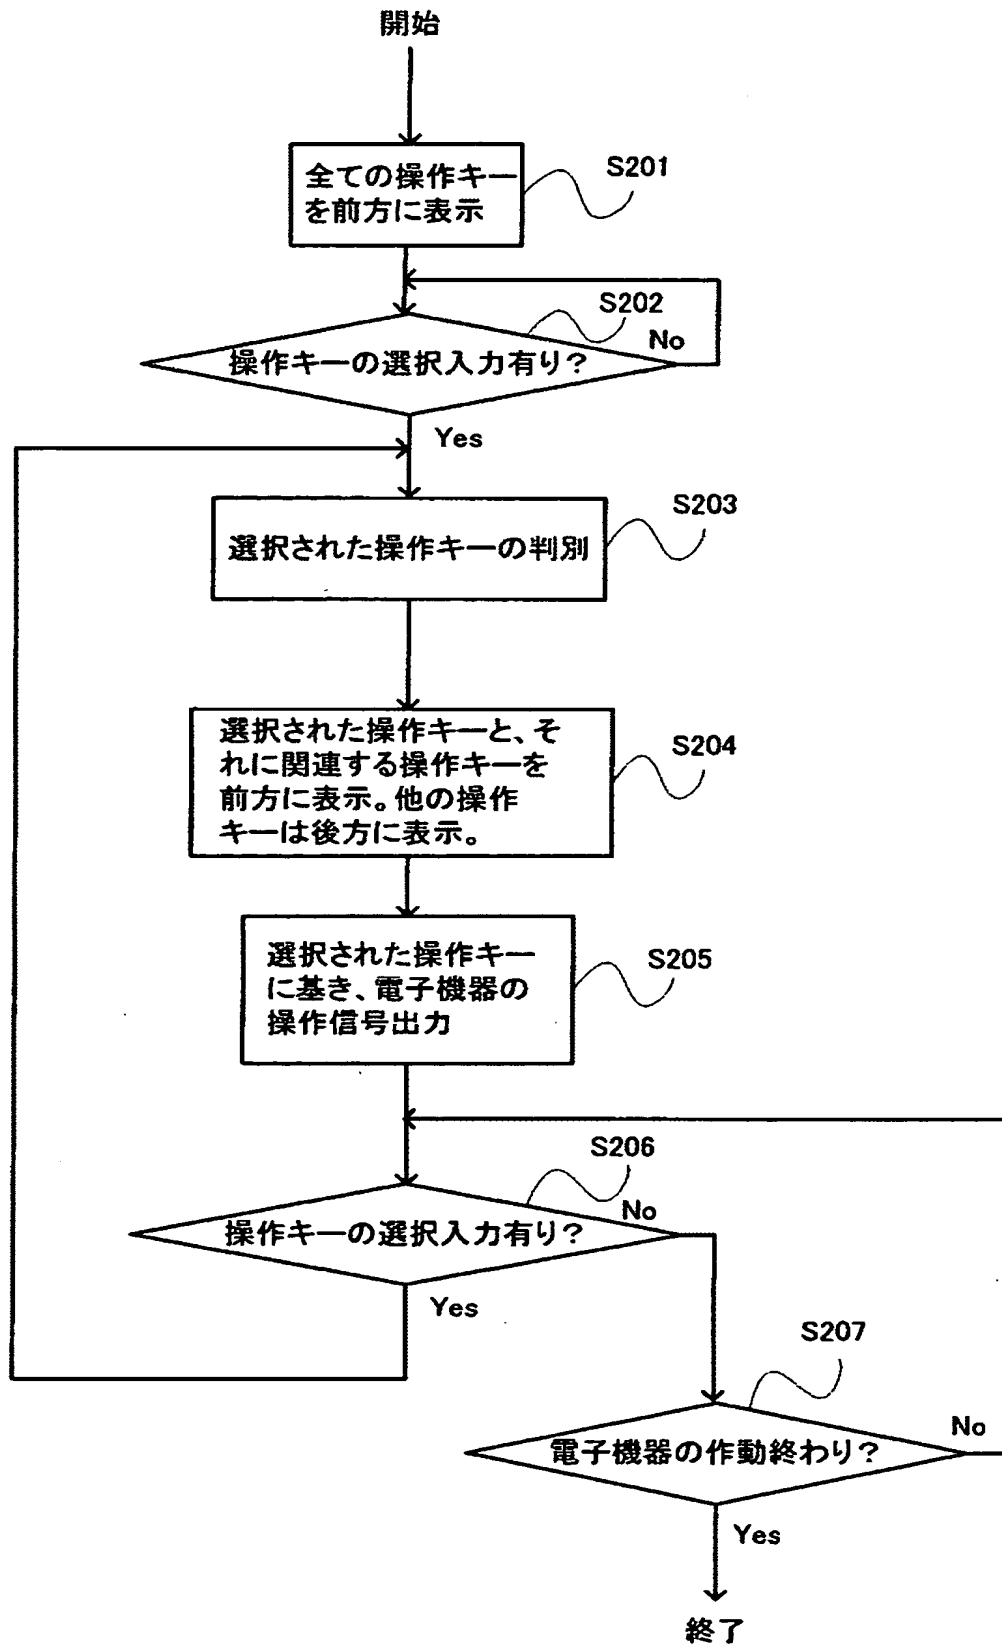 開始
全ての操作キー
を前方に表示
S201
S202
No
操作キーの選択入力有り?
Yes
S203
選択された操作キーの判別
選択された操作キーと、そ
れに関連する操作キーを
前方に表示。他の操作
キーは後方に表示。
S204
選択された操作キー
に基き、電子機器の
操作信号出力
S205
S206
No
操作キーの選択入力有り?
Yes
S207
No
電子機器の作動終わり?
Yes
終了